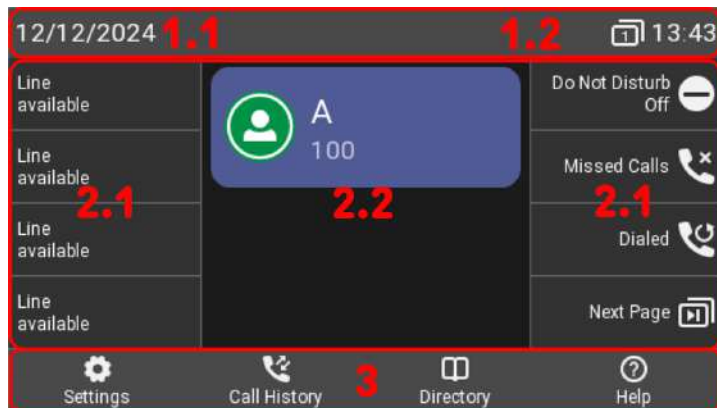 12/12/2024 1.1 1.2 1 13:43
Line
available
Line
available
Line
available
Line
available
2.1
A
100
2.2
Do Not Disturb
Off
Missed Calls
2.1
Dialed
Next Page
Settings
Call History
3
Directory
? Help